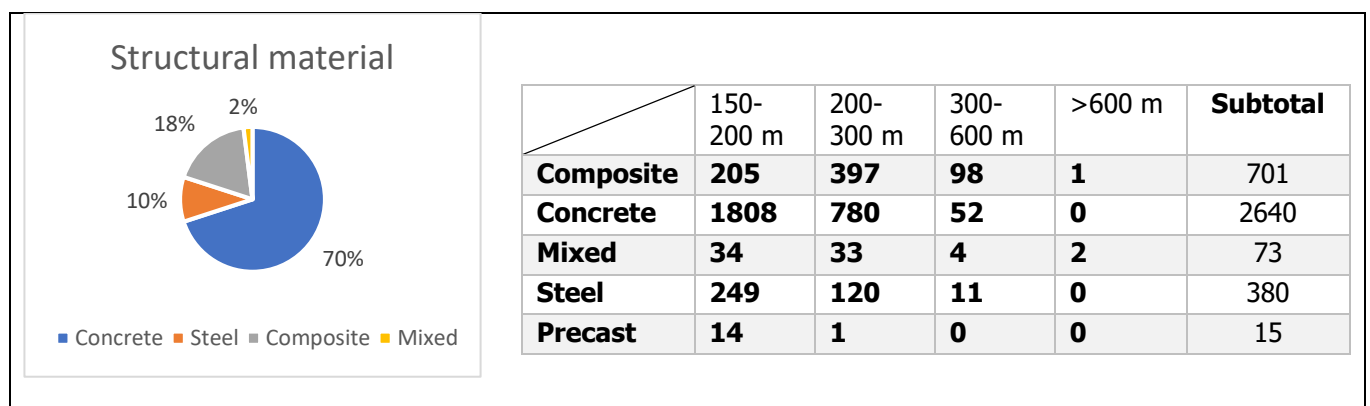 Structural material
2%
18%
10%
70%
Concrete Steel Composite Mixed
150-200 m 200-300 m 300-600 m >600 m Subtotal
Composite 205 397 98 1 701
Concrete 1808 780 52 0 2640
Mixed 34 33 4 2 73
Steel 249 120 11 0 380
Precast 14 1 0 0 15